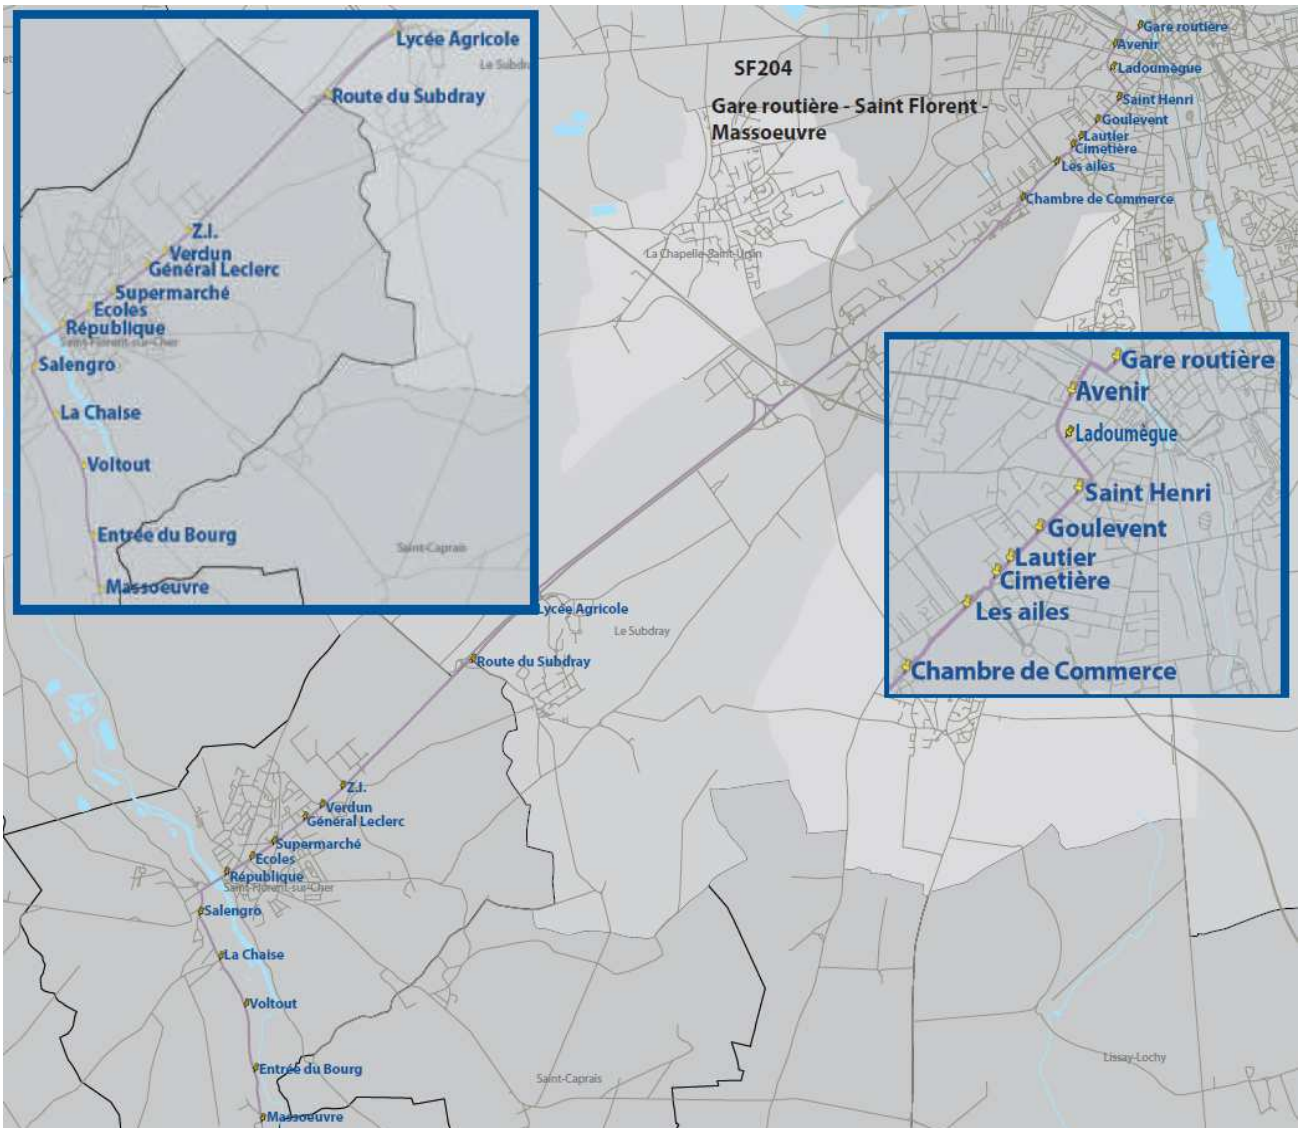 Lycée Agricole
Le Subdray
Route du Subdray
Z.I.
Verdun
Général Leclerc
Supermarché
Ecoles
République
Saint-Florent-sur-Cher
Salengro
La Chaise
Voltout
Entrée du Bourg
Saint-Caprais
Massoeuvre
SF204
Gare routière - Saint Florent -
Massoeuvre
Gare routière
Avenir
Ladoumègue
Saint Henri
Goulevent
Lautier
Cimetière
Les ailes
Chambre de Commerce
La Chapelle-Saint-Ursin
Gare routière
Avenir
Ladoumègue
Saint Henri
Goulevent
Lautier
Cimetière
Les ailes
Chambre de Commerce
Lycée Agricole
Le Subdray
Route du Subdray
Z.I.
Verdun
Général Leclerc
Supermarché
Ecoles
République
Saint-Florent-sur-Cher
Salengro
La Chaise
Voltout
Entrée du Bourg
Massoeuvre
Saint-Caprais
Lissay-Lochy